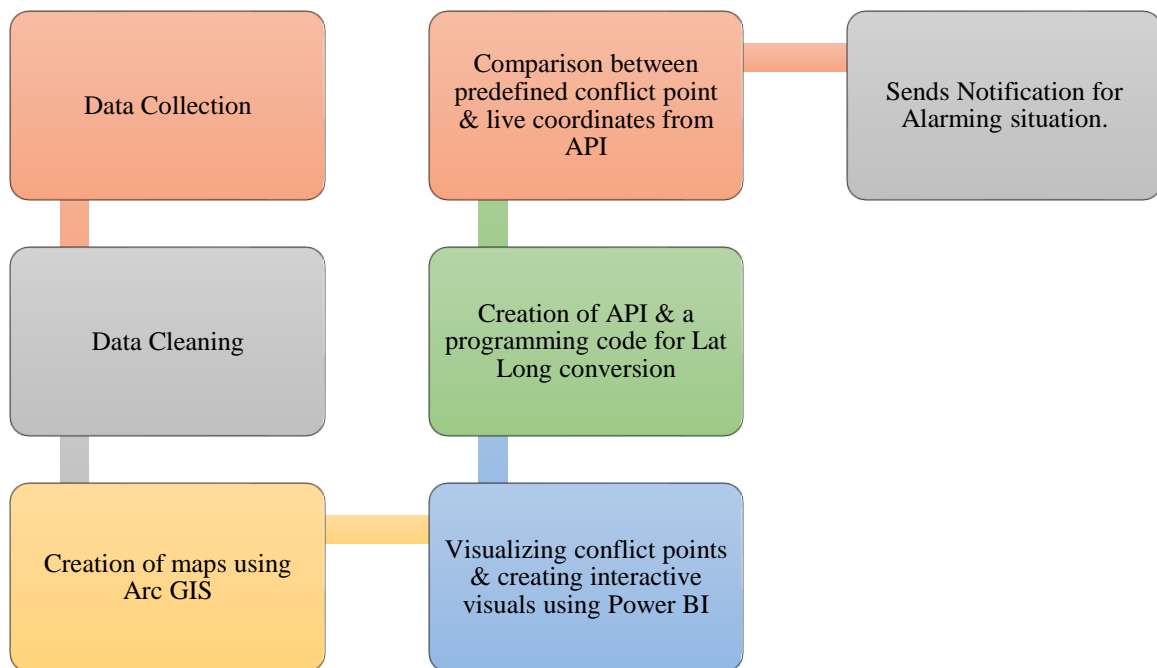 Data Collection
Data Cleaning
Creation of maps using
Arc GIS
Visualizing conflict points
& creating interactive
visuals using Power BI
Creation of API & a
programming code for Lat
Long conversion
Comparison between
predefined conflict point
& live coordinates from
API
Sends Notification for
Alarming situation.